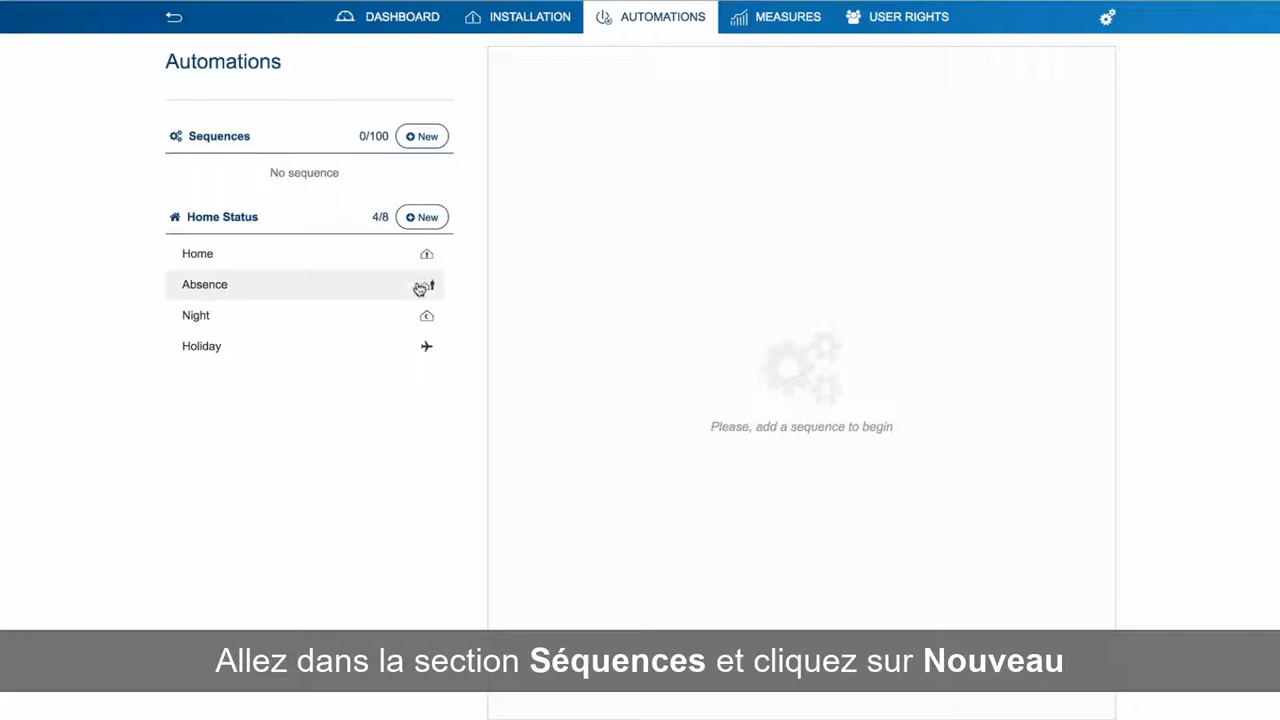 DASHBOARD INSTALLATION AUTOMATIONS MEASURES USER RIGHTS
Automations
Sequences 0/100 New
No sequence
Home Status 4/8 New
Home
Absence
Night
Holiday
Please, add a sequence to begin
Allez dans la section Séquences et cliquez sur Nouveau